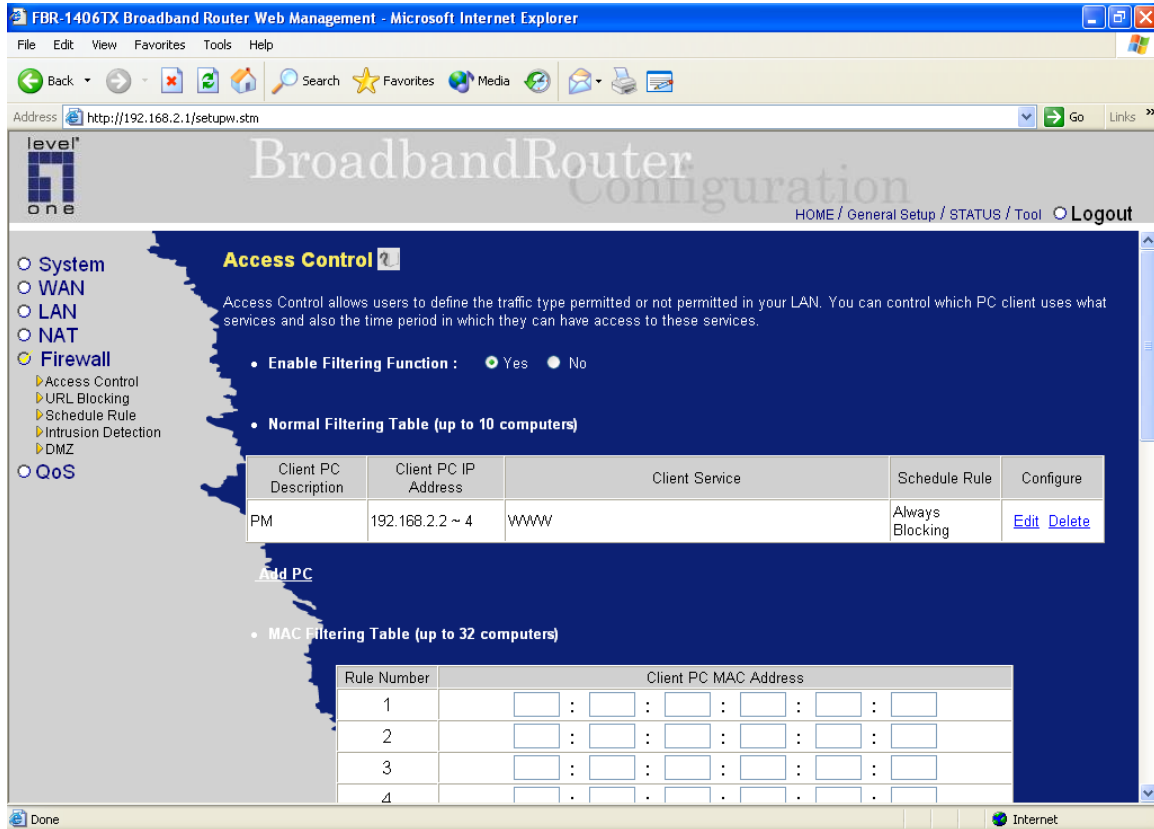 FBR-1406TX Broadband Router Web Management - Microsoft Internet Explorer
File Edit View Favorites Tools Help
Back Search Favorites Media
Address http://192.168.2.1/setupw.stm Go Links »
level one
BroadbandRouter
Configuration
HOME / General Setup / STATUS / Tool Logout
System
WAN
LAN
NAT
Firewall
Access Control
URL Blocking
Schedule Rule
Intrusion Detection
DMZ
QoS
Access Control
Access Control allows users to define the traffic type permitted or not permitted in your LAN. You can control which PC client uses what
services and also the time period in which they can have access to these services.
• Enable Filtering Function : Yes No
• Normal Filtering Table (up to 10 computers)
Client PC Description Client PC IP Address Client Service Schedule Rule Configure
PM 192.168.2.2 ~ 4 WWW Always Blocking Edit Delete
Add PC
• MAC Filtering Table (up to 32 computers)
Rule Number Client PC MAC Address
1 : : : : :
2 : : : : :
3 : : : : :
4 : : : : :
Done Internet